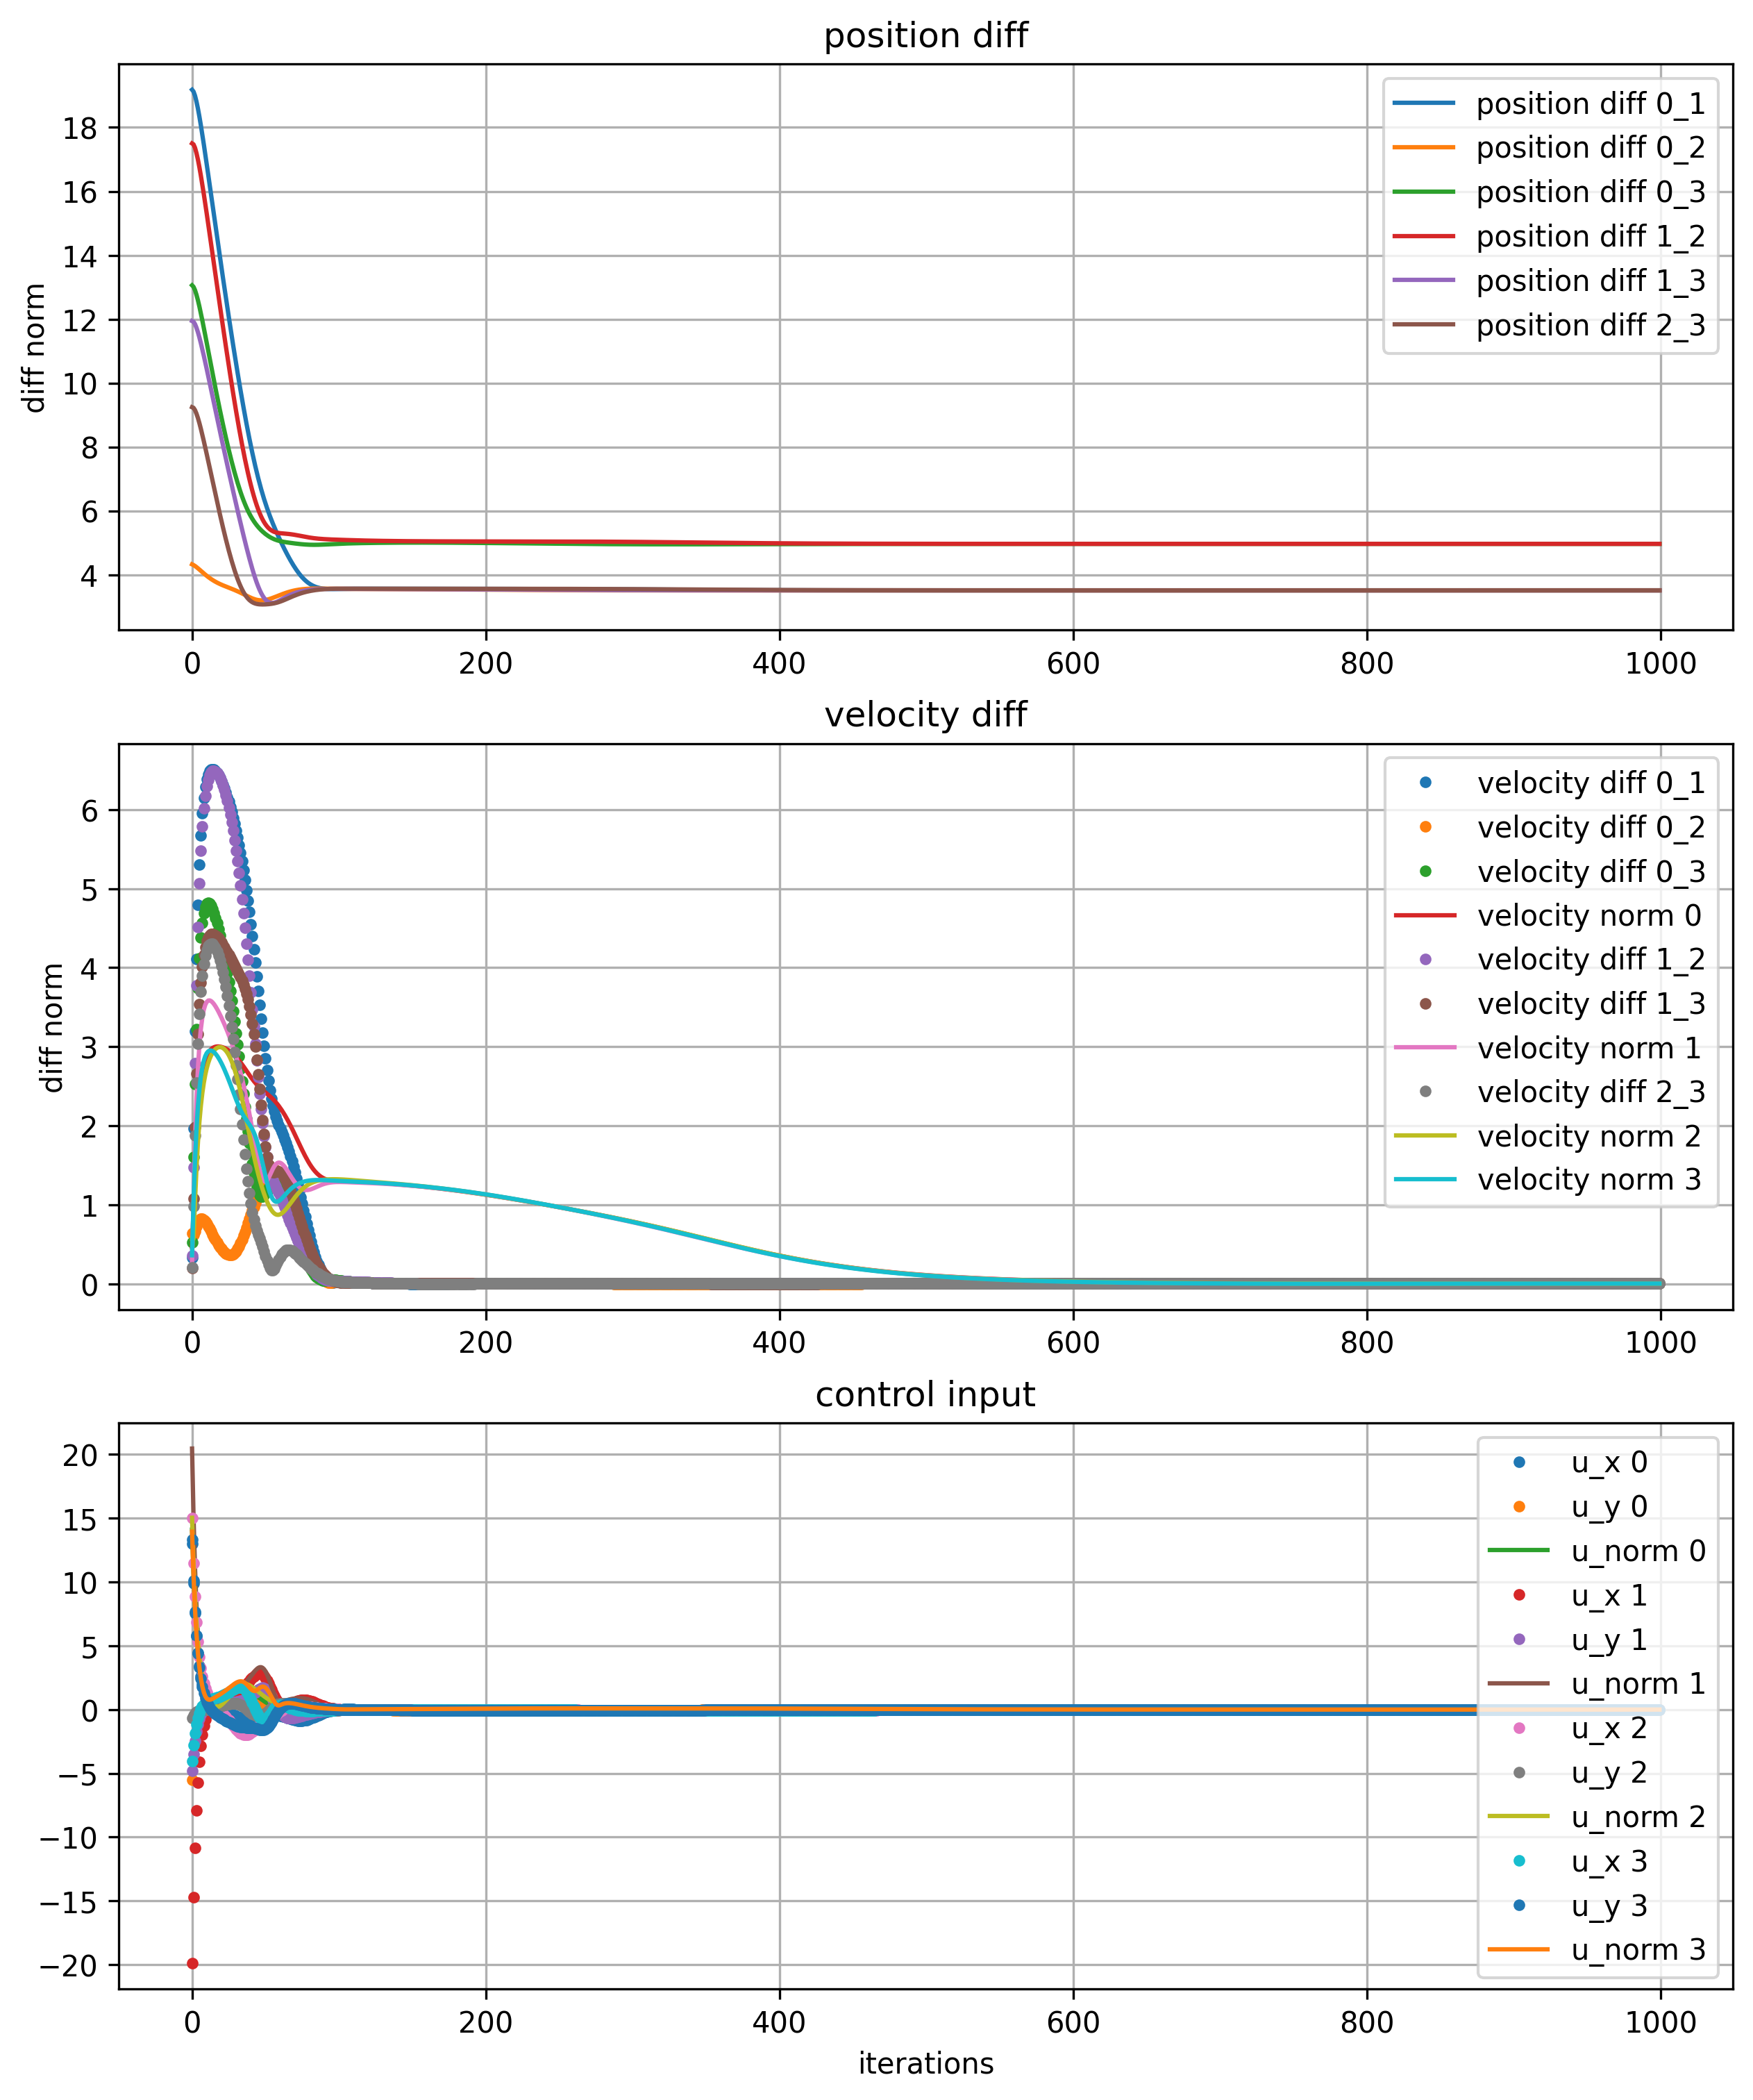 position diff
18
16
14
12
10
8
6
4
diff norm
position diff 0_1
position diff 0_2
position diff 0_3
position diff 1_2
position diff 1_3
position diff 2_3
0 200 400 600 800 1000
velocity diff
6
5
4
3
2
1
0
diff norm
velocity diff 0_1
velocity diff 0_2
velocity diff 0_3
velocity norm 0
velocity diff 1_2
velocity diff 1_3
velocity norm 1
velocity diff 2_3
velocity norm 2
velocity norm 3
0 200 400 600 800 1000
control input
20
15
10
5
0
−5
−10
−15
−20
u_x 0
u_y 0
u_norm 0
u_x 1
u_y 1
u_norm 1
u_x 2
u_y 2
u_norm 2
u_x 3
u_y 3
u_norm 3
0 200 400 600 800 1000
iterations